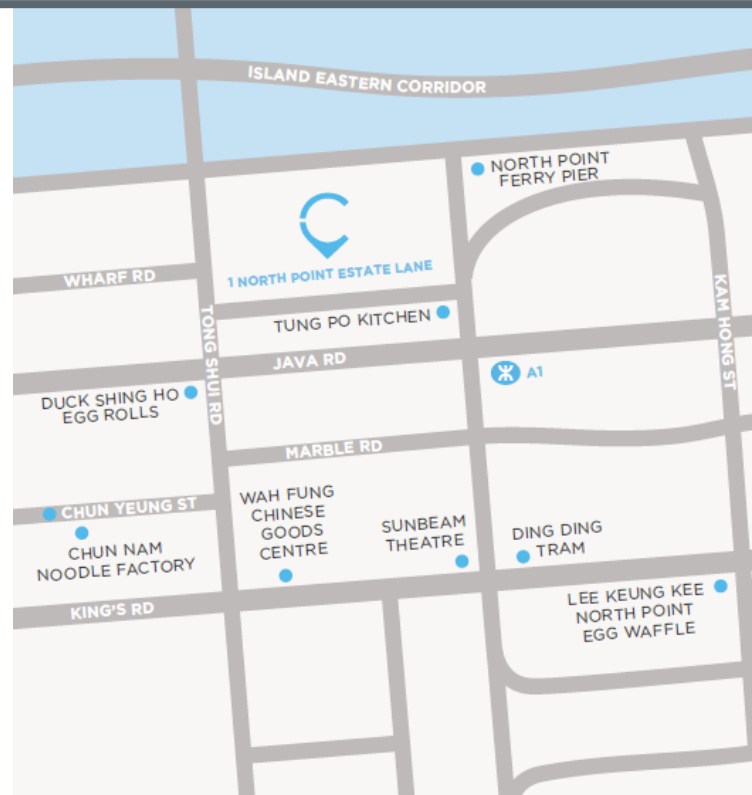 ISLAND EASTERN CORRIDOR
NORTH POINT
FERRY PIER
WHARF RD
1 NORTH POINT ESTATE LANE
KAM HONG ST
TONG SHUI RD
TUNG PO KITCHEN
JAVA RD
A1
DUCK SHING HO
EGG ROLLS
MARBLE RD
WAH FUNG
CHINESE
GOODS
CENTRE
CHUN YEUNG ST
SUNBEAM
THEATRE
DING DING
TRAM
CHUN NAM
NOODLE FACTORY
LEE KEUNG KEE
NORTH POINT
EGG WAFFLE
KING'S RD